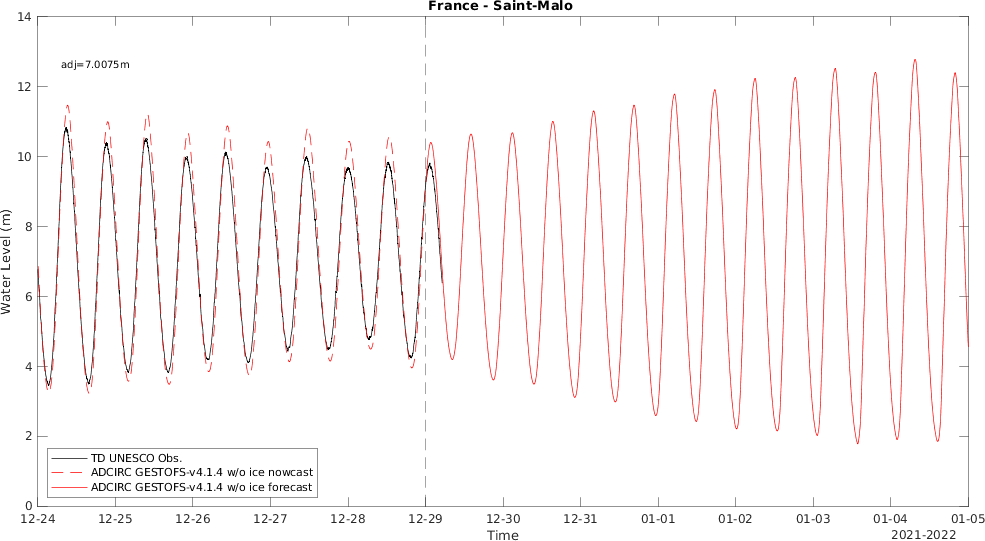 France - Saint-Malo
14
12
10
8
6
4
2
0
Water Level (m)
adj=7.0075m
TD UNESCO Obs.
ADCIRC GESTOFS-v4.1.4 w/o ice nowcast
ADCIRC GESTOFS-v4.1.4 w/o ice forecast
12-24 12-25 12-26 12-27 12-28 12-29 12-30 12-31 01-01 01-02 01-03 01-04 01-05
Time
2021-2022